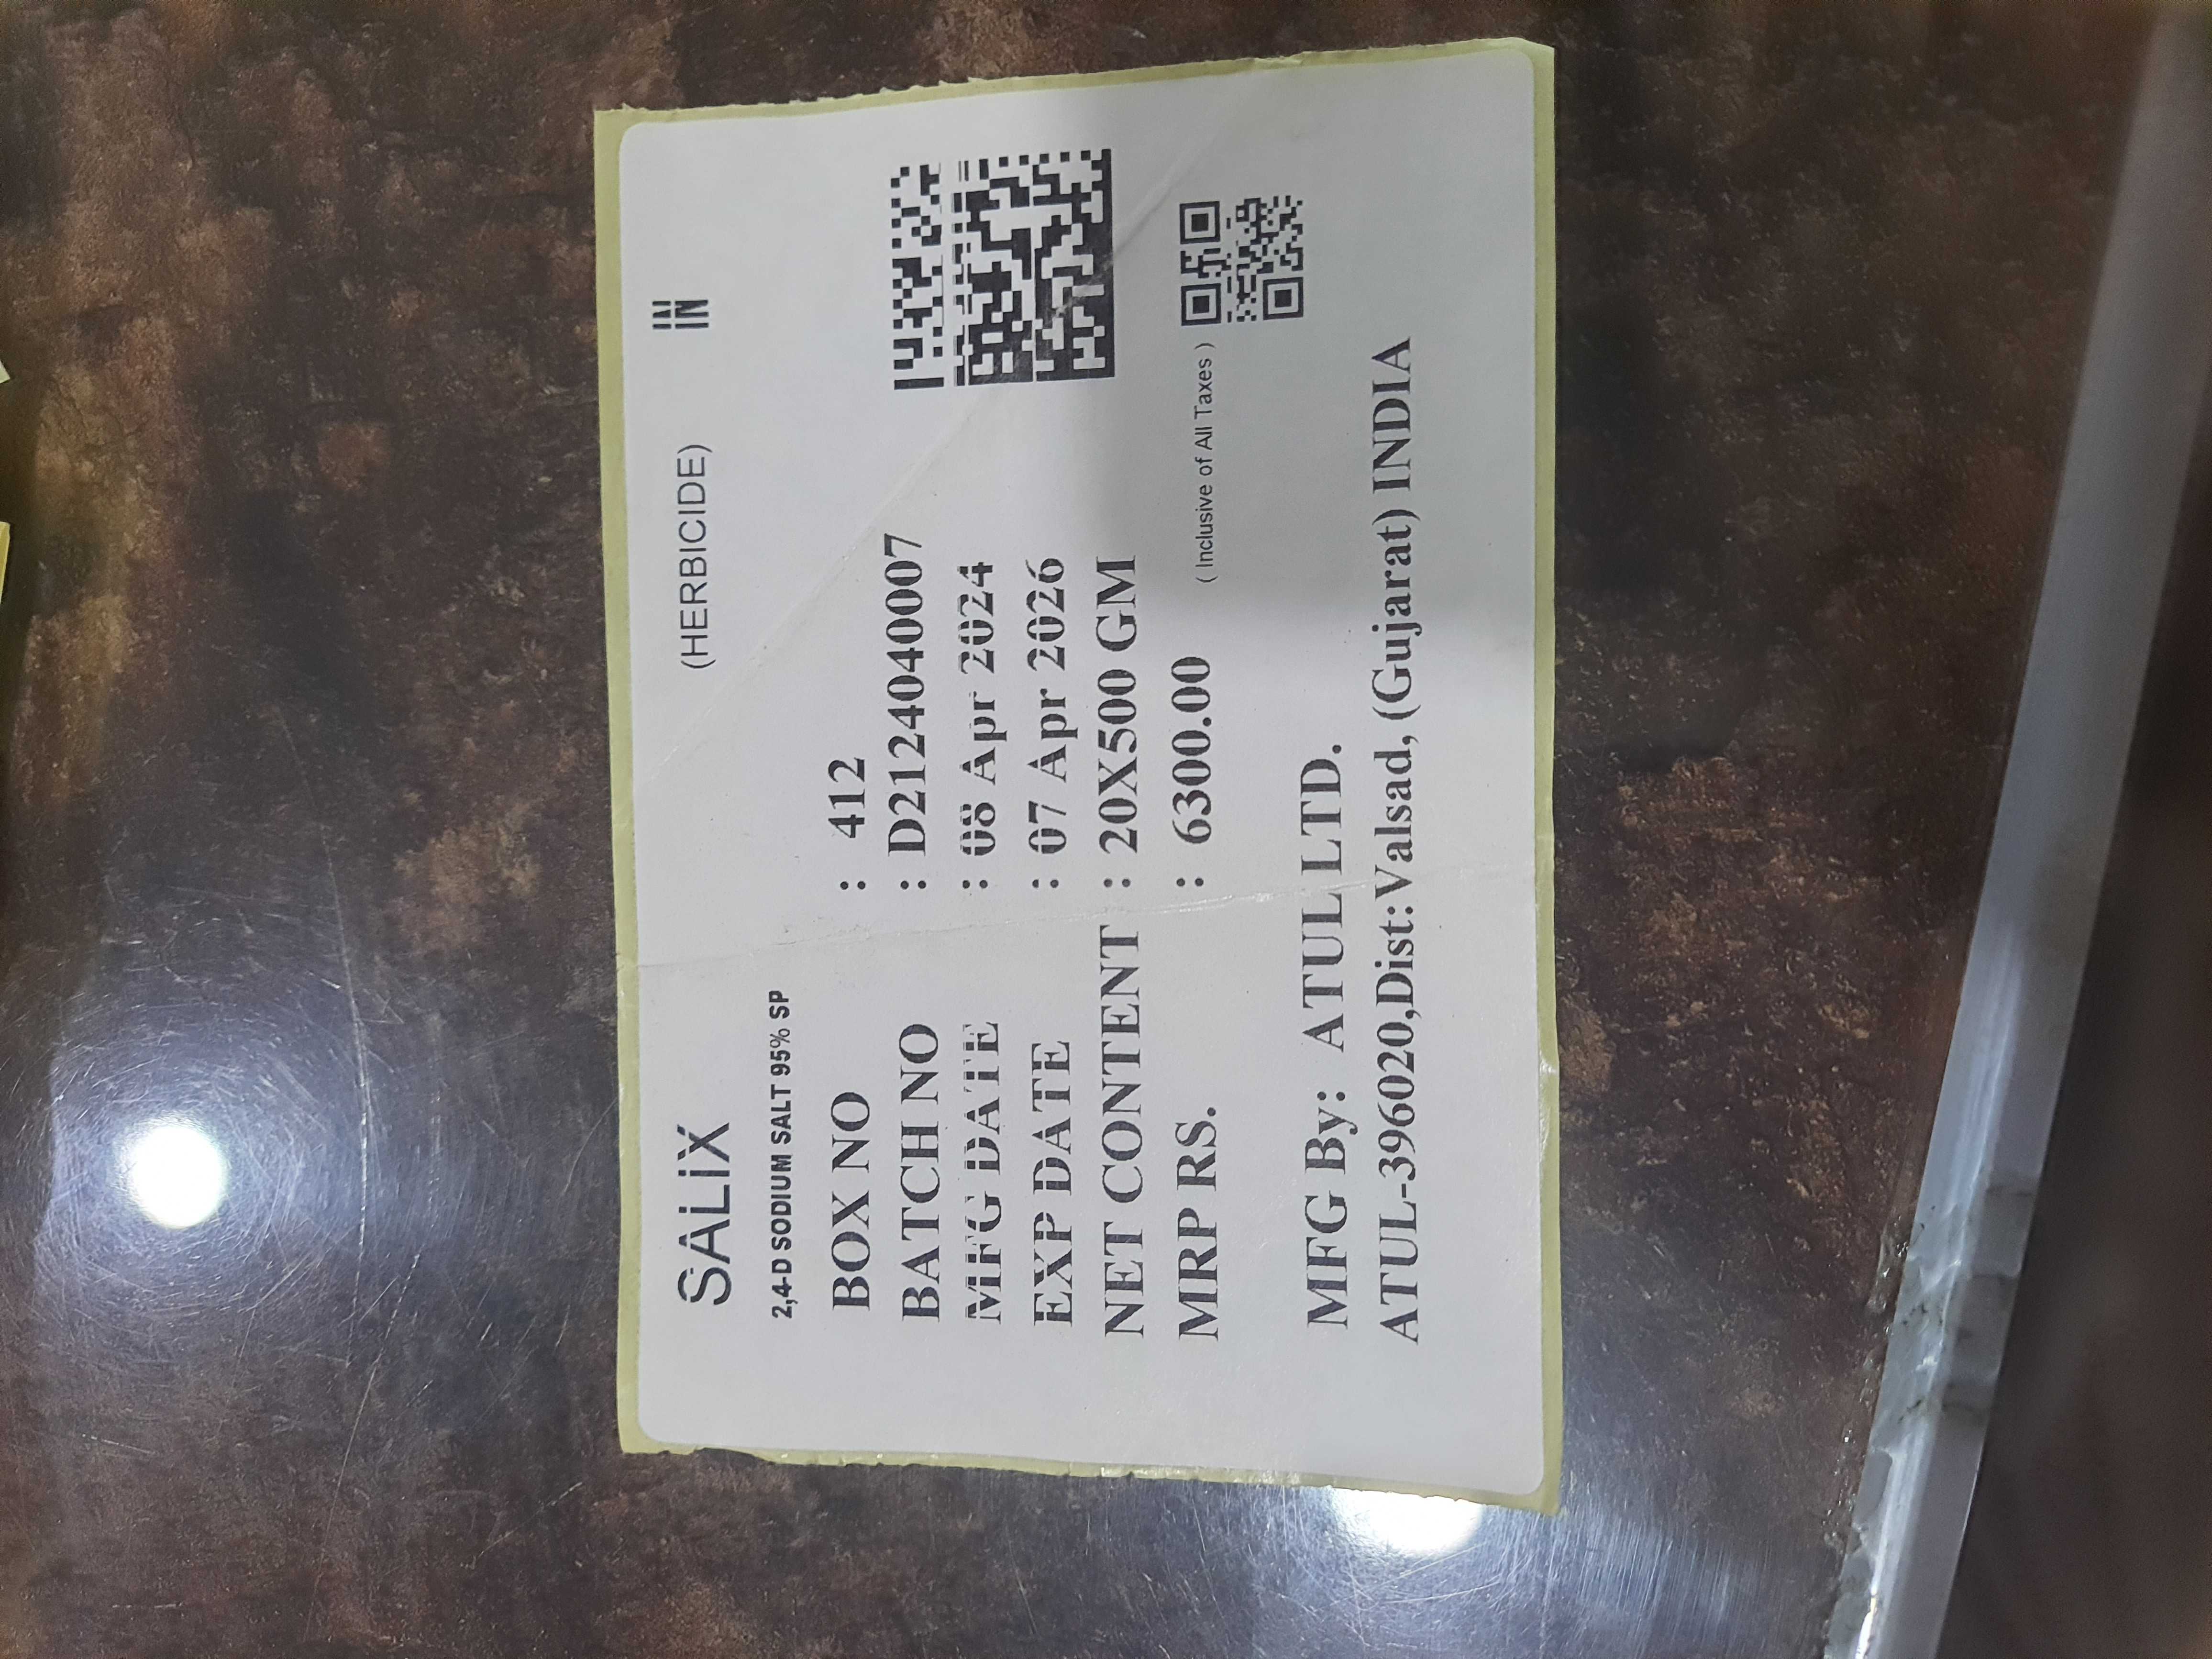 SALIX (HERBICIDE) IN
2,4-D SODIUM SALT 95% SP
BOX NO : 412
BATCH NO : D2124040007
MFG DATE : 08 Apr 2024
EXP DATE : 07 Apr 2026
NET CONTENT : 20X500 GM
MRP RS. : 6300.00 ( Inclusive of All Taxes )
MFG By: ATUL LTD.
ATUL-396020,Dist:Valsad, (Gujarat) INDIA